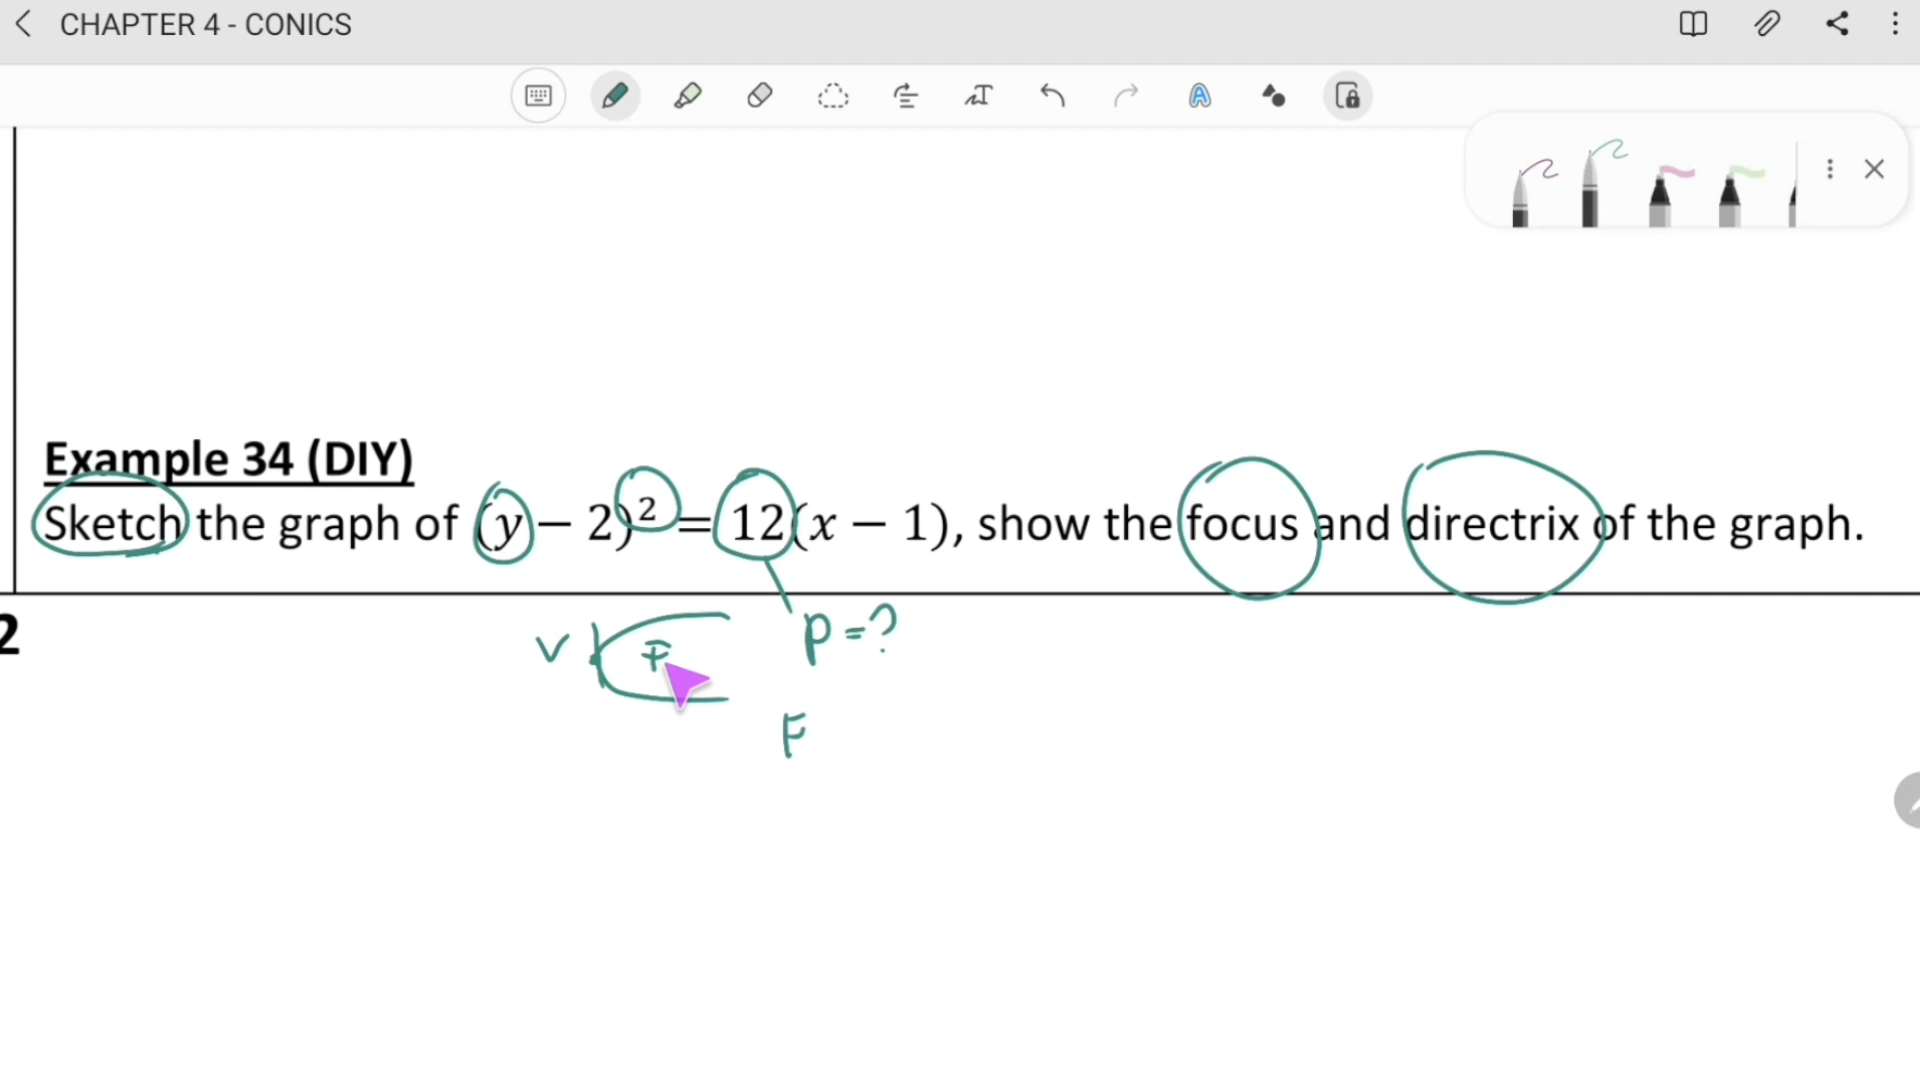 CHAPTER 4 - CONICS
Example 34 (DIY)
Sketch the graph of (y − 2)² = 12(x − 1), show the focus and directrix of the graph.
2
V F p=?
F